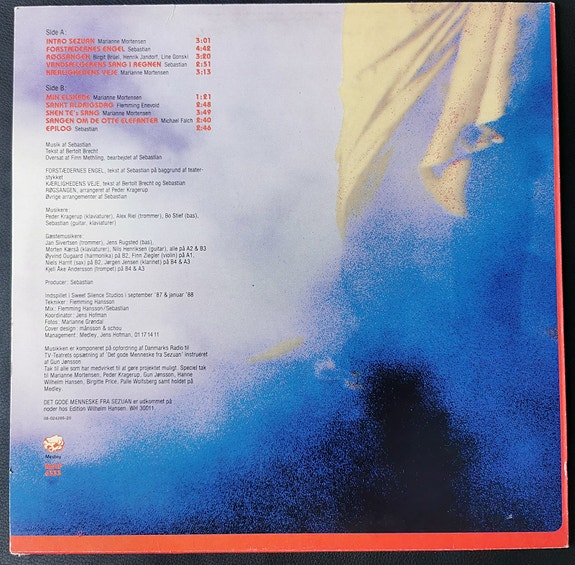 Side A:
INTRO SEZUAN Marianne Mortensen 3:01
FORSTÆDERNES ENGEL Sebastian 4:42
RØGSANGEN Birgit Brüel, Henrik Jandorf, Line Gonski 3:20
VANDSÆLGERENS SANG I REGNEN Sebastian 2:51
KÆRLIGHEDENS VEJE Marianne Mortensen 3:13
Side B:
MIN ELSKEDE Marianne Mortensen 1:21
SANKT ALDRIGSDAG Flemming Enevold 2:48
SHEN TE's SANG Marianne Mortensen 3:49
SANGEN OM DE OTTE ELEFANTER Michael Falch 2:40
EPILOG Sebastian 2:46
Musik af Sebastian
Tekst af Bertolt Brecht
Oversat af Finn Methling, bearbejdet af Sebastian
FORSTÆDERNES ENGEL, tekst af Sebastian på baggrund af teater-
stykket
KÆRLIGHEDENS VEJE, tekst af Bertolt Brecht og Sebastian
RØGSANGEN, arrangeret af Peder Kragerup
Øvrige arrangementer af Sebastian
Musikere:
Peder Kragerup (klaviaturer), Alex Riel (trommer), Bo Stief (bas),
Sebastian (guitar, klaviaturer)
Gæstemusikere:
Jan Sivertsen (trommer), Jens Rugsted (bas),
Morten Kærså (klaviaturer), Nils Henriksen (guitar), alle på A2 & B3
Øyvind Ougaard (harmonika) på B2, Finn Ziegler (violin) på A1,
Niels Harrit (sax) på B2, Jørgen Jensen (klarinet) på B4 & A3
Kjell Åke Andersson (trompet) på B4 & A3
Producer: Sebastian
Indspillet i Sweet Silence Studios i september '87 & januar '88
Tekniker: Flemming Hansson
Mix: Flemming Hansson/Sebastian
Koordinator: Jens Hofman
Fotos: Marianne Grøndal
Cover design: månsson & schou
Management: Medley, Jens Hofman, 01 17 14 11
Musikken er komponeret på opfordring af Danmarks Radio til
TV-Teatrets opsætning af 'Det gode Menneske fra Sezuan' instrueret
af Gun Jønsson
Tak til alle som har medvirket til at gøre projektet muligt. Speciel tak
til Marianne Mortensen, Peder Kragerup, Gun Jønsson, Hanne
Wilhelm Hansen, Birgitte Price, Palle Wolfsberg samt holdet på
Medley.
DET GODE MENNESKE FRA SEZUAN er udkommet på
noder hos Edition Wilhelm Hansen. WH 30011
Medley